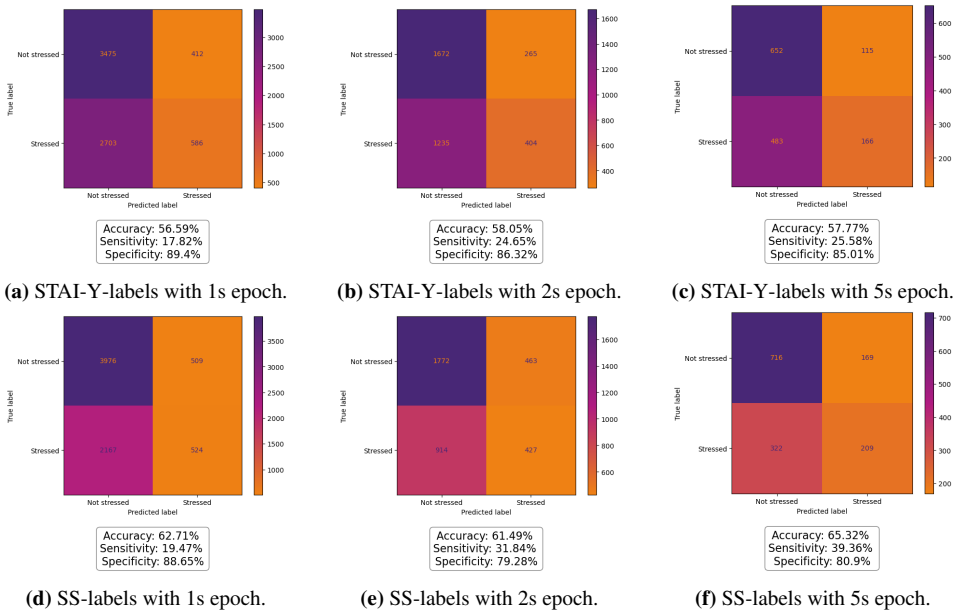 Not stressed
3475
412
Stressed
2703
586
Not stressed
Stressed
True label
Predicted label
3000
2500
2000
1500
1000
500
Accuracy: 56.59%
Sensitivity: 17.82%
Specificity: 89.4%
(a) STAI-Y-labels with 1s epoch.
Not stressed
1672
265
Stressed
1235
404
Not stressed
Stressed
True label
Predicted label
1600
1400
1200
1000
800
600
400
Accuracy: 58.05%
Sensitivity: 24.65%
Specificity: 86.32%
(b) STAI-Y-labels with 2s epoch.
Not stressed
652
115
Stressed
483
166
Not stressed
Stressed
True label
Predicted label
600
500
400
300
200
Accuracy: 57.77%
Sensitivity: 25.58%
Specificity: 85.01%
(c) STAI-Y-labels with 5s epoch.
Not stressed
3976
509
Stressed
2167
524
Not stressed
Stressed
True label
Predicted label
3500
3000
2500
2000
1500
1000
Accuracy: 62.71%
Sensitivity: 19.47%
Specificity: 88.65%
(d) SS-labels with 1s epoch.
Not stressed
1772
463
Stressed
914
427
Not stressed
Stressed
True label
Predicted label
1600
1400
1200
1000
800
600
Accuracy: 61.49%
Sensitivity: 31.84%
Specificity: 79.28%
(e) SS-labels with 2s epoch.
Not stressed
716
169
Stressed
322
209
Not stressed
Stressed
True label
Predicted label
700
600
500
400
300
200
Accuracy: 65.32%
Sensitivity: 39.36%
Specificity: 80.9%
(f) SS-labels with 5s epoch.